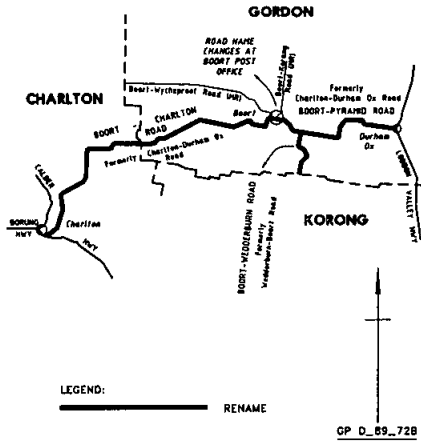 GORDON
ROAD NAME
CHANGES AT
BOORT POST
OFFICE
Boort-Kerang
Road (MR)
Formerly
Charlton-Durham Ox Road
BOORT-PYRAMID ROAD
Boort-Wycheproof Road (MR)
CHARLTON
BOORT CHARLTON
ROAD
Formerly Charlton-Durham Ox
Road
Boort
Durham
Ox
LODDON
VALLEY HWY
CALDER
HWY
BORUNG
HWY
Charlton
KORONG
BOORT-WEDDERBURN ROAD
Formerly
Wedderburn-Boort Road
LEGEND:
RENAME
GP D_89_728